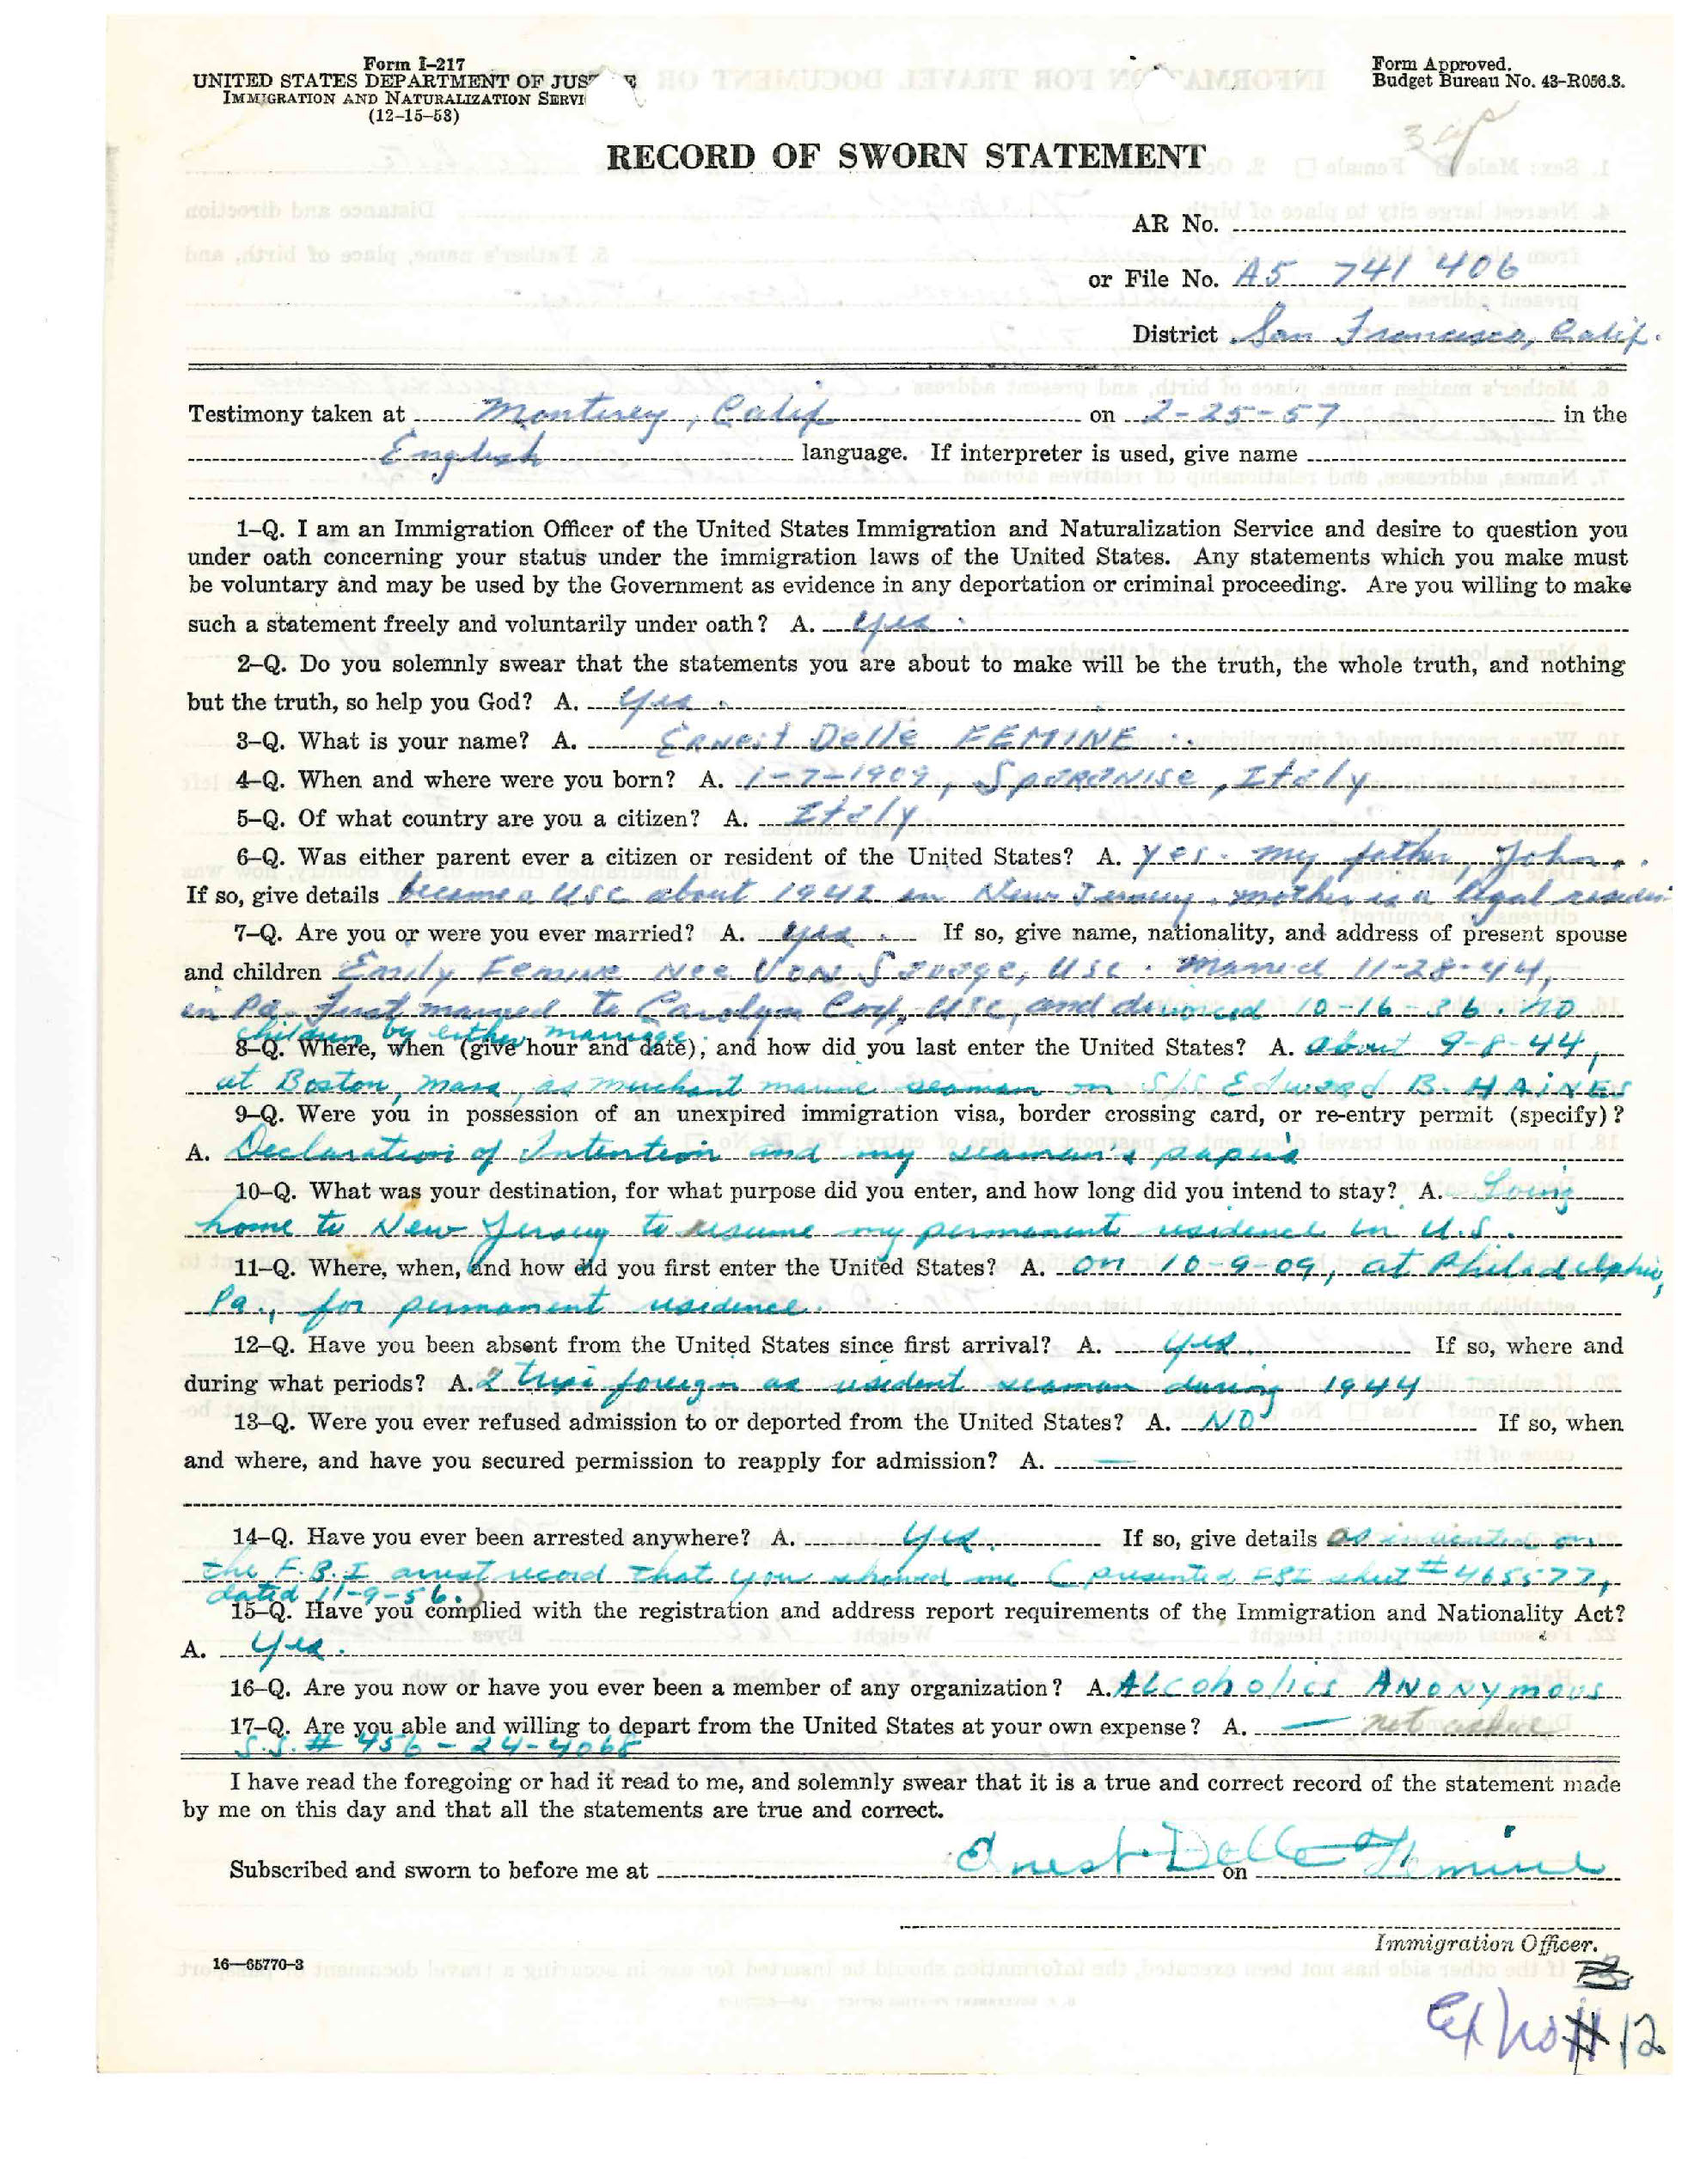 Form I-217
UNITED STATES DEPARTMENT OF JUS E
IMMIGRATION AND NATURALIZATION SERVI
(12-15-53)
Form Approved.
Budget Bureau No. 43-R056.3.
RECORD OF SWORN STATEMENT
AR No.
or File No. A5 741 406
District San Francisco, Calif.
Testimony taken at Monterey, Calif on 2-25-57 in the
English language. If interpreter is used, give name
1-Q. I am an Immigration Officer of the United States Immigration and Naturalization Service and desire to question you
under oath concerning your status under the immigration laws of the United States. Any statements which you make must
be voluntary and may be used by the Government as evidence in any deportation or criminal proceeding. Are you willing to make
such a statement freely and voluntarily under oath? A. Yes.
2-Q. Do you solemnly swear that the statements you are about to make will be the truth, the whole truth, and nothing
but the truth, so help you God? A. Yes.
3-Q. What is your name? A. Ernest Delle FEMINE
4-Q. When and where were you born? A. 1-7-1909, Sparanise, Italy
5-Q. Of what country are you a citizen? A. Italy
6-Q. Was either parent ever a citizen or resident of the United States? A. Yes. my father, John,
If so, give details became a USC about 1942 in New Jersey. mother is a legal resident
7-Q. Are you or were you ever married? A. Yes. If so, give name, nationality, and address of present spouse
and children Emily Femine Nee Von , USC. Married 11-28-44,
in Pa. First married to Carolyn Cox, USC, and divorced 10-16-36. NO
children by either marriage.
8-Q. Where, when (give hour and date), and how did you last enter the United States? A. about 9-8-44,
at Boston, Mass, as merchant marine seaman on S/S Edward B. HAINES
9-Q. Were you in possession of an unexpired immigration visa, border crossing card, or re-entry permit (specify)?
A. Declaration of Intention and my seaman's papers
10-Q. What was your destination, for what purpose did you enter, and how long did you intend to stay? A. Going
home to New Jersey to resume my permanent residence in U.S.
11-Q. Where, when, and how did you first enter the United States? A. on 10-9-09, at Philadelphia,
Pa., for permanent residence.
12-Q. Have you been absent from the United States since first arrival? A. Yes If so, where and
during what periods? A. 2 trips foreign as resident seaman during 1944
13-Q. Were you ever refused admission to or deported from the United States? A. NO If so, when
and where, and have you secured permission to reapply for admission? A. —
14-Q. Have you ever been arrested anywhere? A. Yes. If so, give details as indicated on
the F.B.I arrest record that you showed me (presented FBI sheet # 465577,
dated 11-9-56.)
15-Q. Have you complied with the registration and address report requirements of the Immigration and Nationality Act?
A. Yes.
16-Q. Are you now or have you ever been a member of any organization? A. ALcoholics ANONymous
17-Q. Are you able and willing to depart from the United States at your own expense? A. — not asked
S.S. # 456-24-4068
I have read the foregoing or had it read to me, and solemnly swear that it is a true and correct record of the statement made
by me on this day and that all the statements are true and correct.
Ernest Delle Femine
Subscribed and sworn to before me at on
Immigration Officer.
16—65770-3
# 12